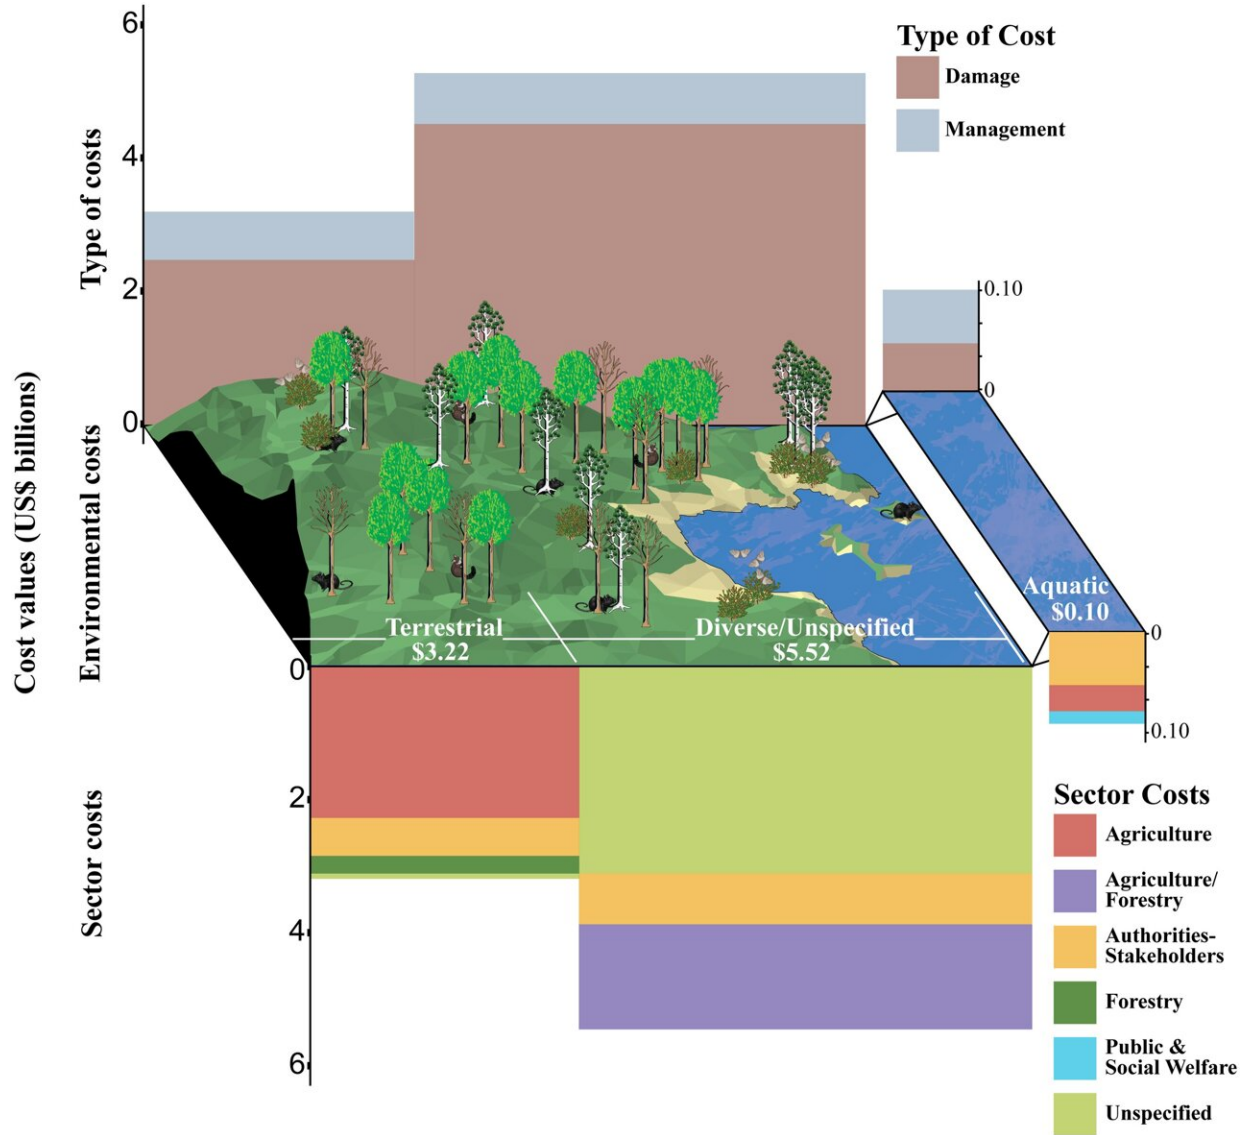 6
Type of Cost
Damage
Management
4
2
0
Type of costs
0.10
0
Cost values (US$ billions)
Environmental costs
Terrestrial
$3.22
Diverse/Unspecified
$5.52
Aquatic
$0.10
0
0.10
0
2
4
6
Sector costs
Sector Costs
Agriculture
Agriculture/
Forestry
Authorities-
Stakeholders
Forestry
Public &
Social Welfare
Unspecified